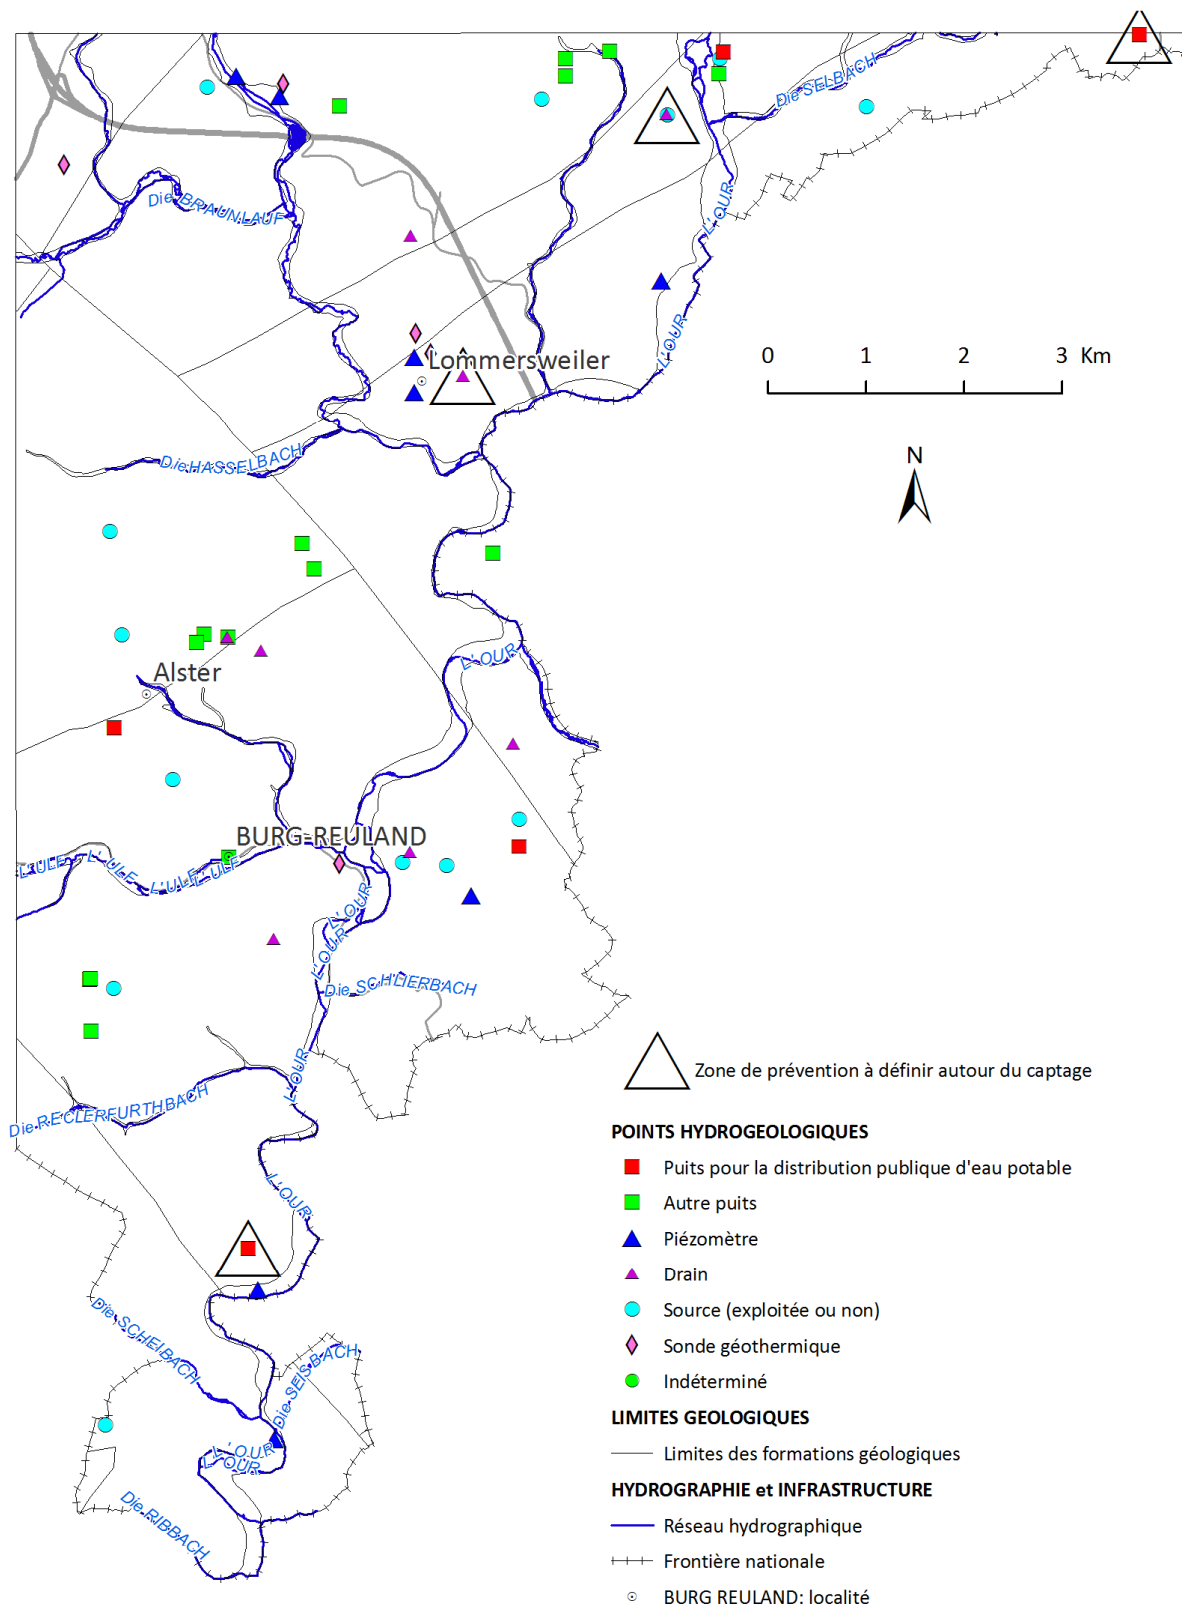 Die SELBACH
Die BRAUNLAUF
L'OUR
L'OUR
0 1 2 3 Km
Lommersweiler
N
Die HASSELBACH
L'OUR
Alster
BURG-REULAND
L'ULE
L'ULE
L'ULE
L'ULE
L'OUR
L'OUR
Die SCHLIERBACH
L'OUR
Die RECLERFURTHBACH
L'OUR
Die SCHEIBACH
Die SEISBACH
L'OUR
L'OUR
Die RIBBACH
Zone de prévention à définir autour du captage
POINTS HYDROGEOLOGIQUES
Puits pour la distribution publique d'eau potable
Autre puits
Piézomètre
Drain
Source (exploitée ou non)
Sonde géothermique
Indéterminé
LIMITES GEOLOGIQUES
Limites des formations géologiques
HYDROGRAPHIE et INFRASTRUCTURE
Réseau hydrographique
Frontière nationale
BURG REULAND: localité